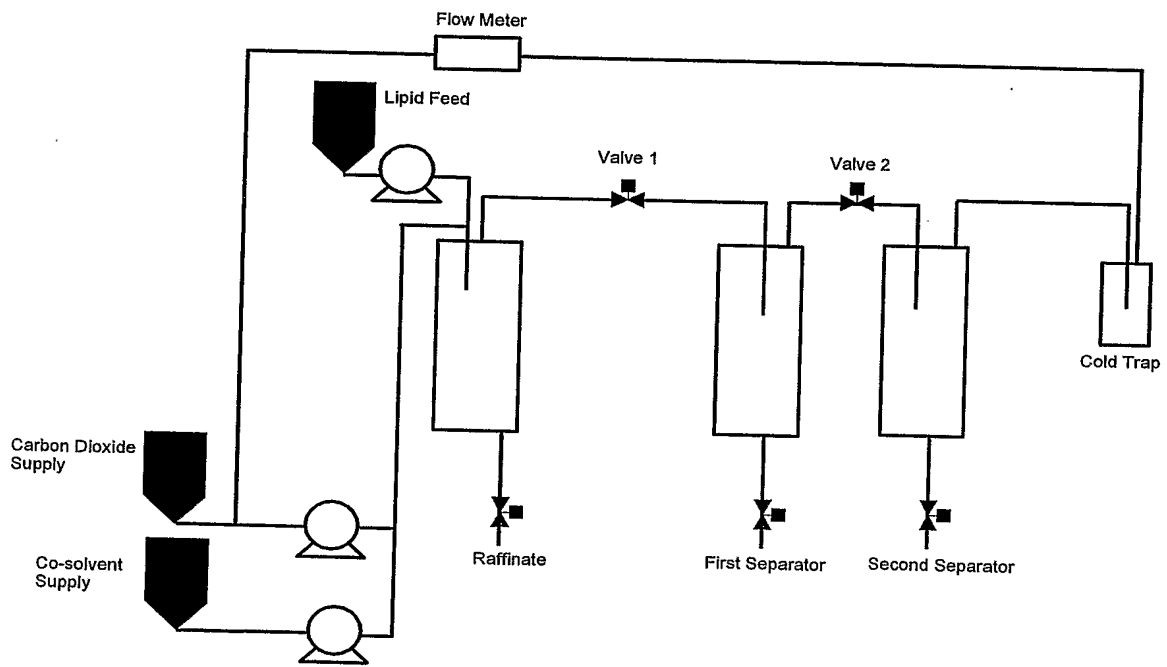 Flow Meter
Lipid Feed
Valve 1
Valve 2
Cold Trap
Carbon Dioxide
Supply
Co-solvent
Supply
Raffinate
First Separator
Second Separator